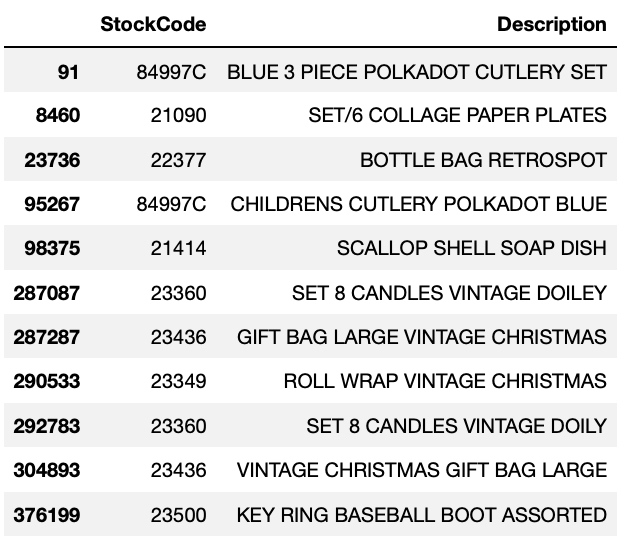 StockCode Description
91 84997C BLUE 3 PIECE POLKADOT CUTLERY SET
8460 21090 SET/6 COLLAGE PAPER PLATES
23736 22377 BOTTLE BAG RETROSPOT
95267 84997C CHILDRENS CUTLERY POLKADOT BLUE
98375 21414 SCALLOP SHELL SOAP DISH
287087 23360 SET 8 CANDLES VINTAGE DOILEY
287287 23436 GIFT BAG LARGE VINTAGE CHRISTMAS
290533 23349 ROLL WRAP VINTAGE CHRISTMAS
292783 23360 SET 8 CANDLES VINTAGE DOILY
304893 23436 VINTAGE CHRISTMAS GIFT BAG LARGE
376199 23500 KEY RING BASEBALL BOOT ASSORTED